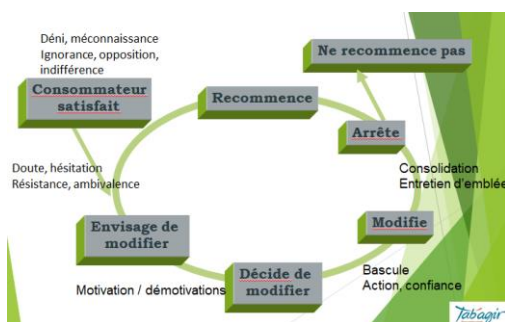 Déni, méconnaissance
Ignorance, opposition,
indifférence
Consommateur
satisfait
Ne recommence pas
Recommence
Arrête
Doute, hésitation
Résistance, ambivalence
Consolidation
Entretien d'emblée
Envisage de
modifier
Modifie
Décide de
modifier
Bascule
Action, confiance
Motivation / démotivations
Tabagir